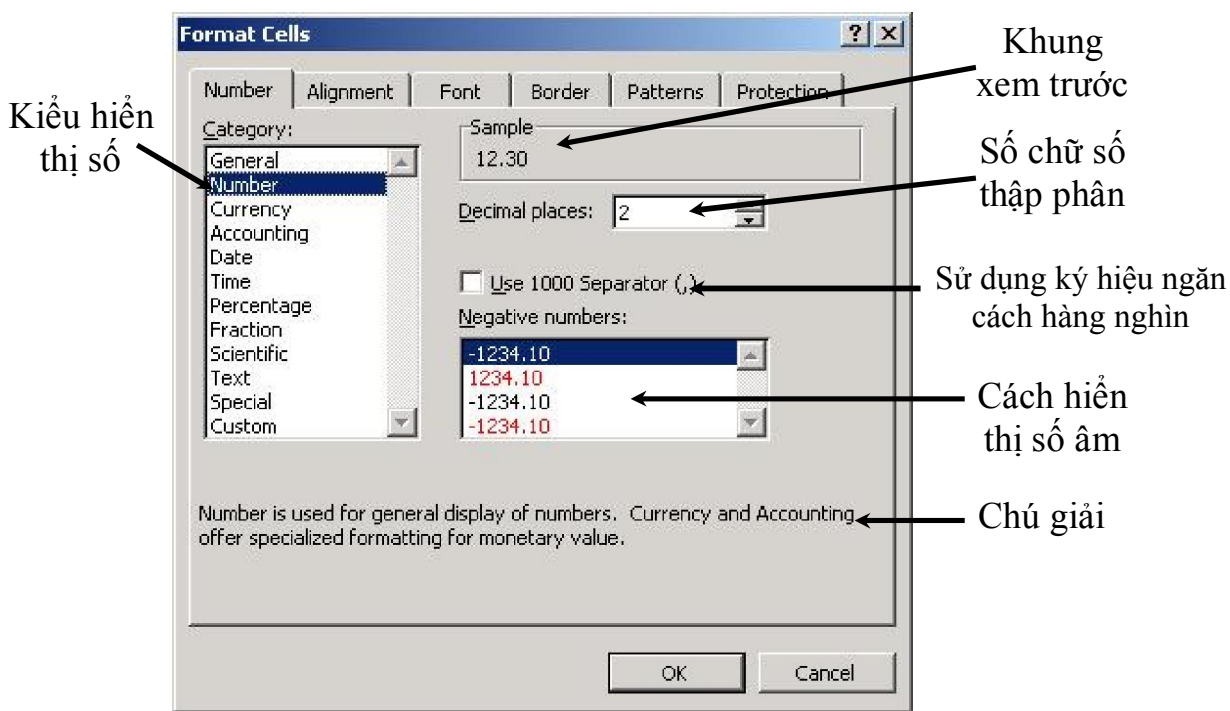 Format Cells
Number Alignment Font Border Patterns Protection
Kiểu hiển
thị số
Category:
General
Number
Currency
Accounting
Date
Time
Percentage
Fraction
Scientific
Text
Special
Custom
Sample
12.30
Decimal places: 2
Use 1000 Separator (,)
Negative numbers:
-1234.10
1234.10
-1234.10
-1234.10
Number is used for general display of numbers. Currency and Accounting
offer specialized formatting for monetary value.
OK Cancel
Khung
xem trước
Số chữ số
thập phân
Sử dụng ký hiệu ngăn
cách hàng nghìn
Cách hiển
thị số âm
Chú giải